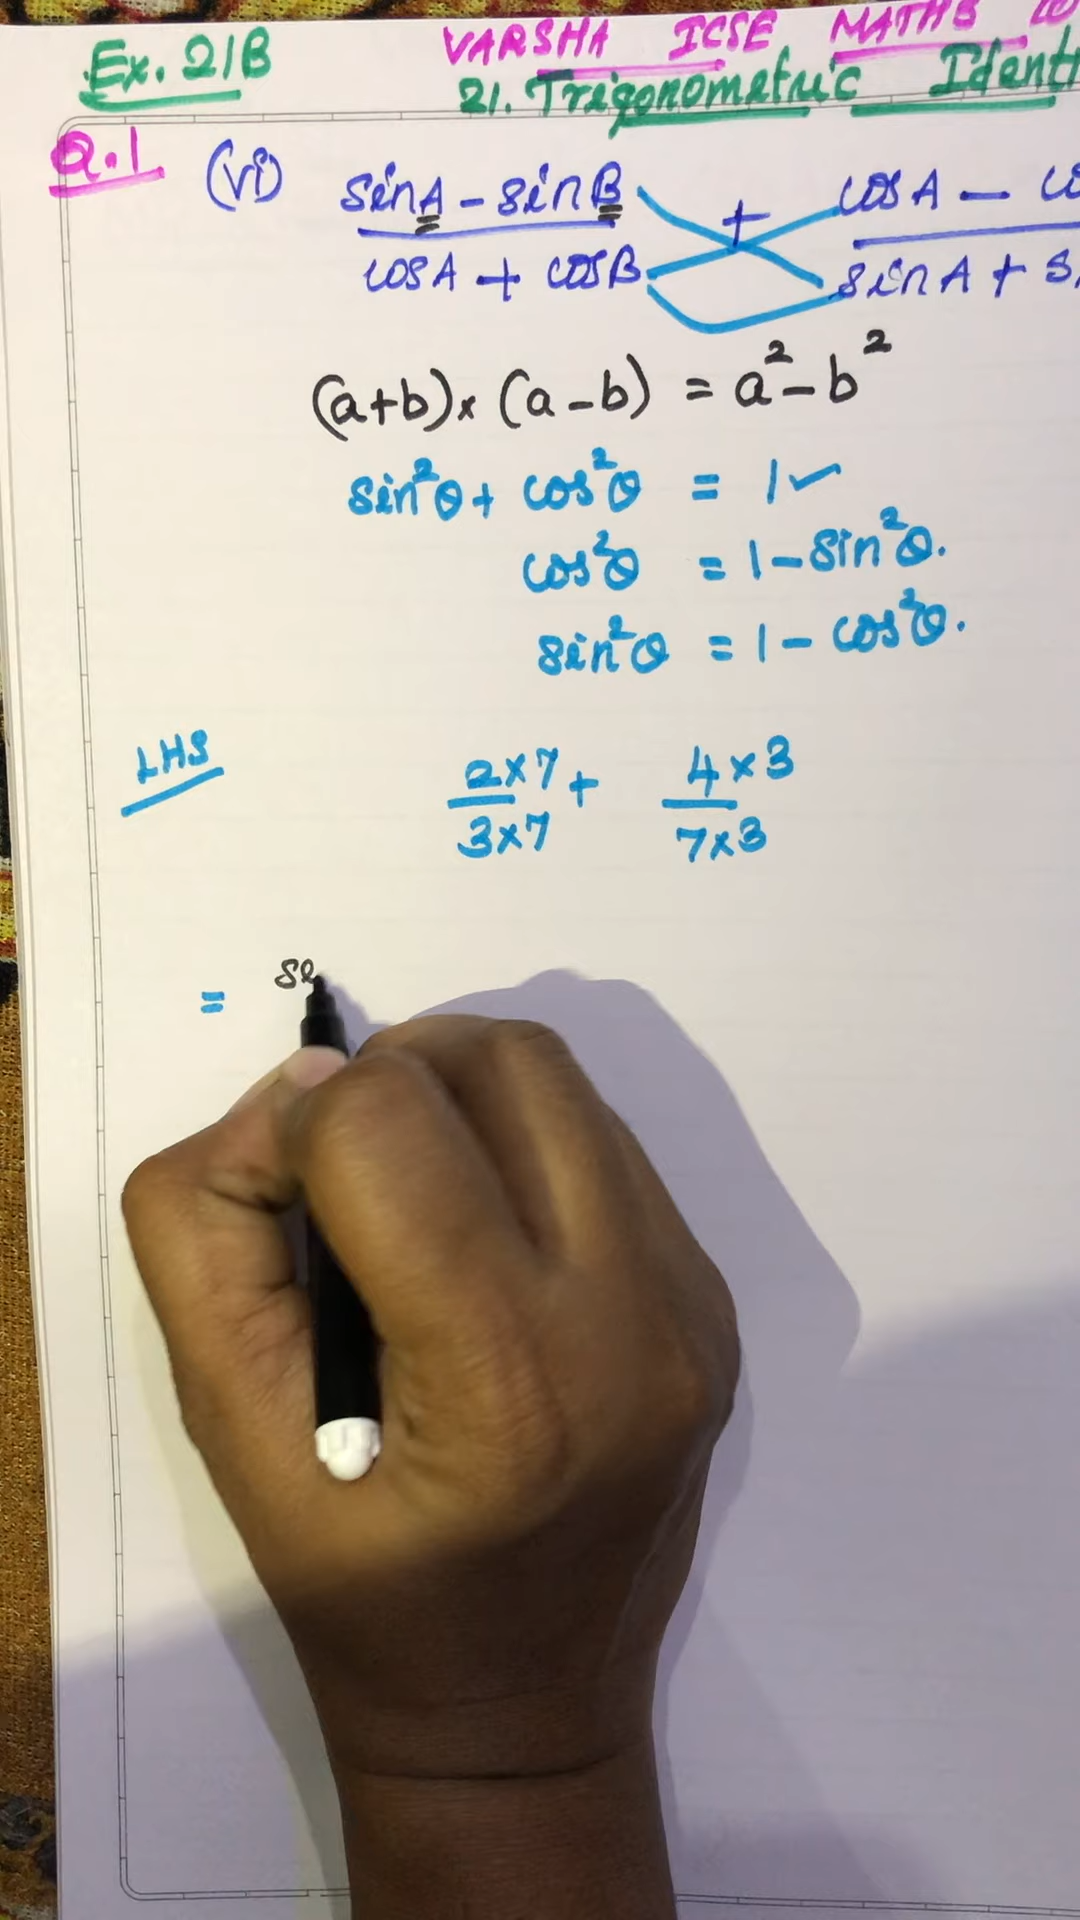 Ex. 21B VARSHA ICSE MATHS
21. Trigonometric
Q.1 (vi) sinA - sinB + cosA -
cosA + cosB sinA +
(a+b)×(a-b) = a²-b²
sin²θ + cos²θ = 1 ✓
cos²θ = 1-sin²θ.
sin²θ = 1 - cos²θ.
LHS 2×7 + 4×3
3×7 7×3
=